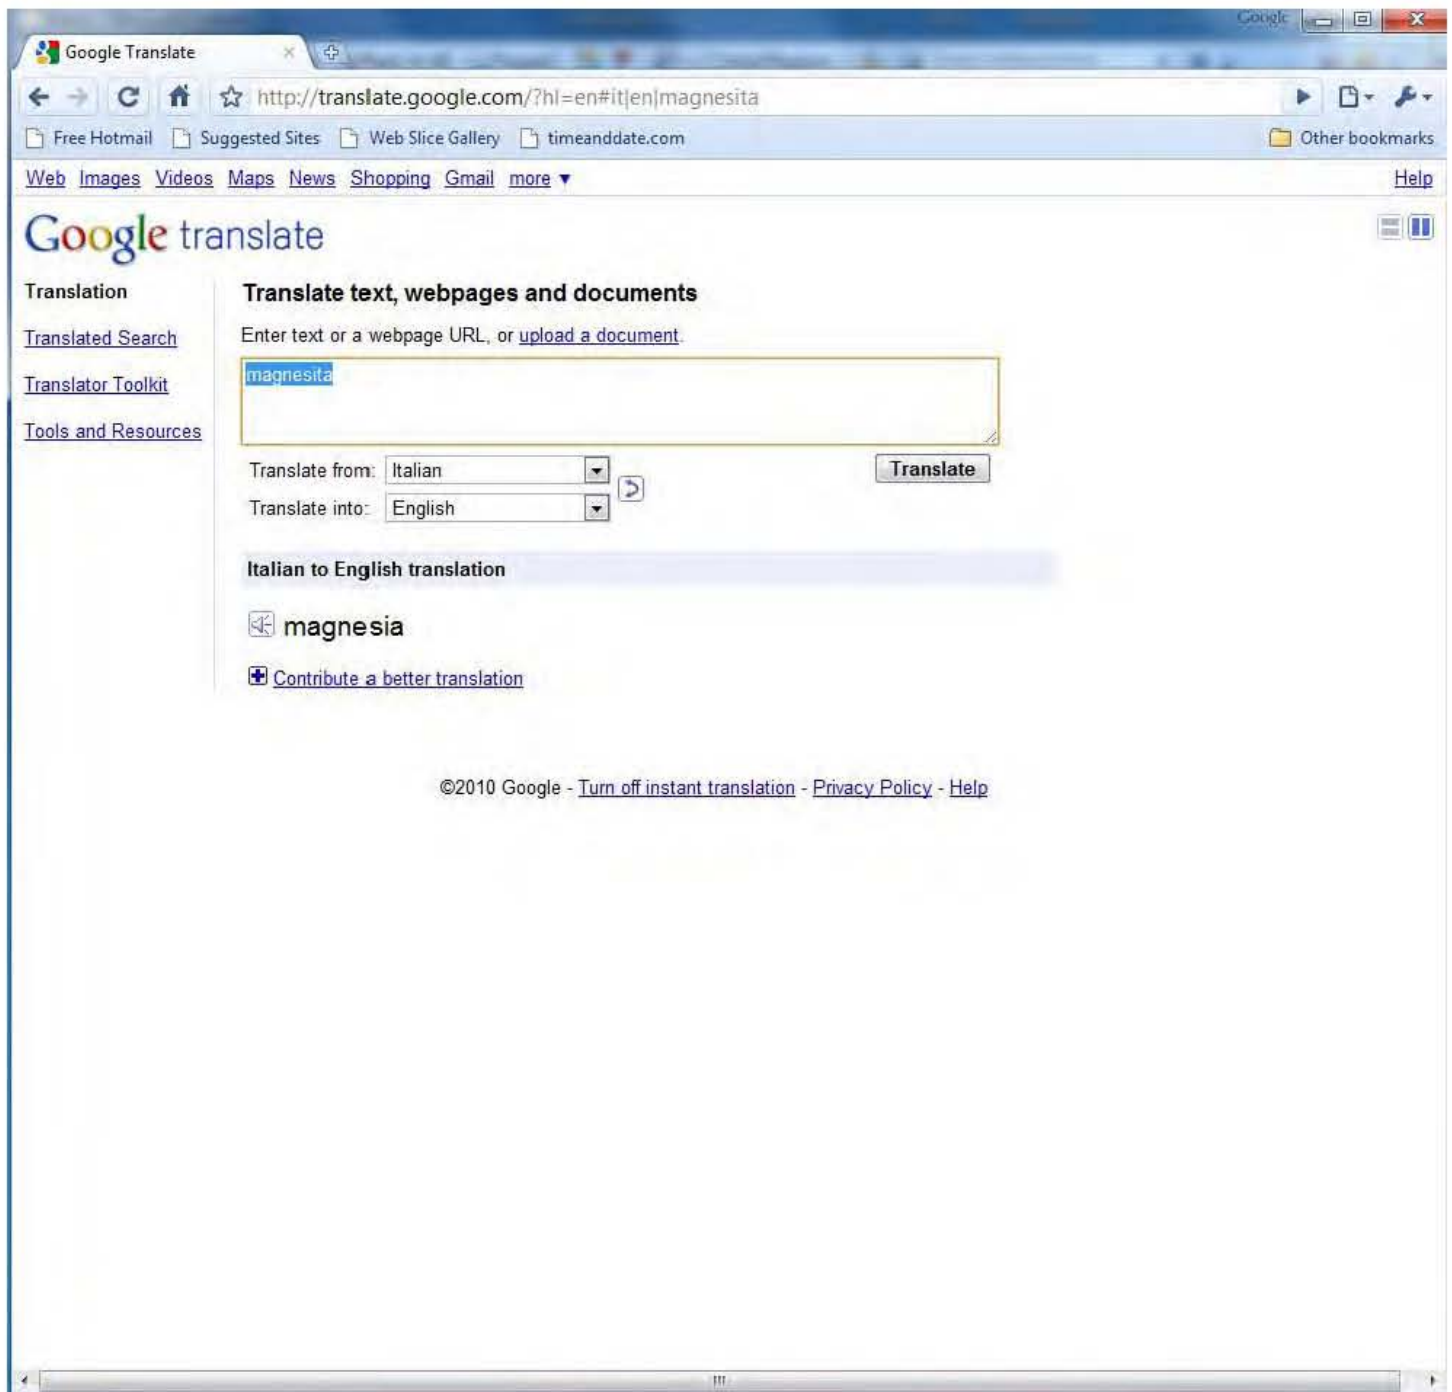 Google
Google Translate
http://translate.google.com/?hl=en#it|en|magnesita
Free Hotmail Suggested Sites Web Slice Gallery timeanddate.com Other bookmarks
Web Images Videos Maps News Shopping Gmail more ▼ Help
Google translate
Translation
Translated Search
Translator Toolkit
Tools and Resources
Translate text, webpages and documents
Enter text or a webpage URL, or upload a document.
magnesita
Translate from: Italian Translate
Translate into: English
Italian to English translation
magnesia
Contribute a better translation
©2010 Google - Turn off instant translation - Privacy Policy - Help